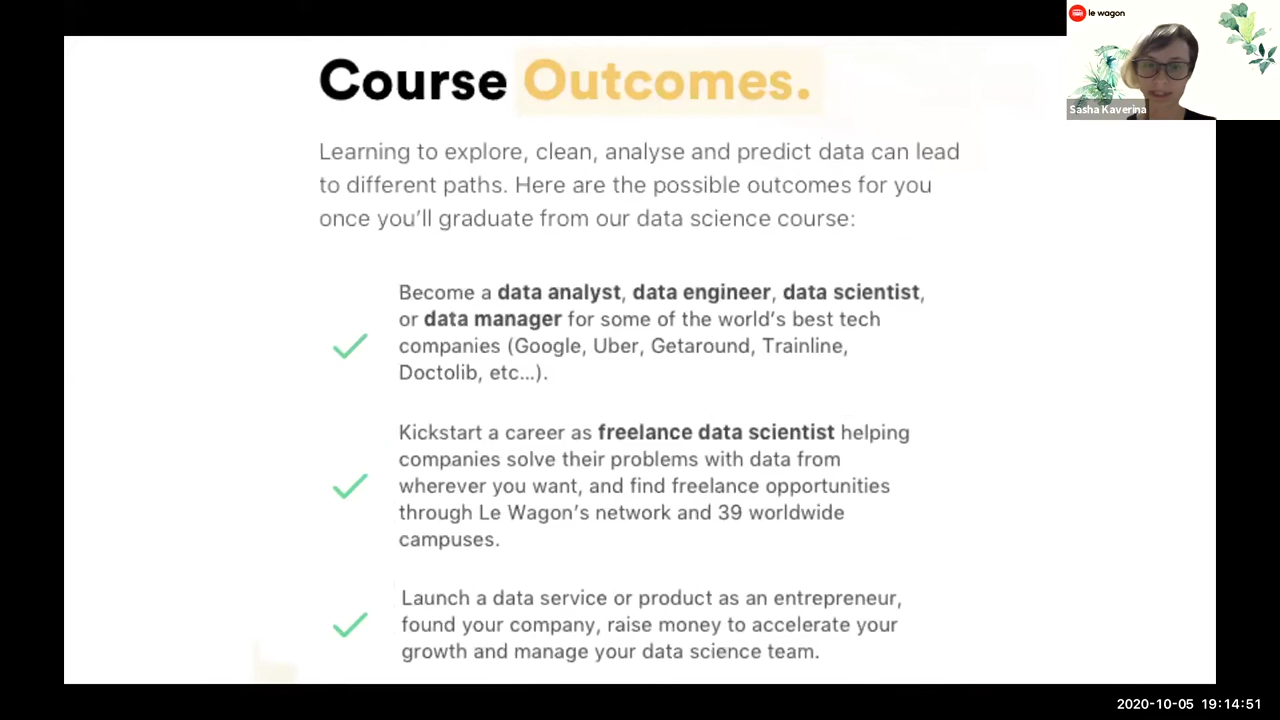 le wagon
Sasha Kaverina
Course Outcomes.
Learning to explore, clean, analyse and predict data can lead
to different paths. Here are the possible outcomes for you
once you'll graduate from our data science course:
Become a data analyst, data engineer, data scientist,
or data manager for some of the world's best tech
companies (Google, Uber, Getaround, Trainline,
Doctolib, etc...).
Kickstart a career as freelance data scientist helping
companies solve their problems with data from
wherever you want, and find freelance opportunities
through Le Wagon's network and 39 worldwide
campuses.
Launch a data service or product as an entrepreneur,
found your company, raise money to accelerate your
growth and manage your data science team.
2020-10-05 19:14:51